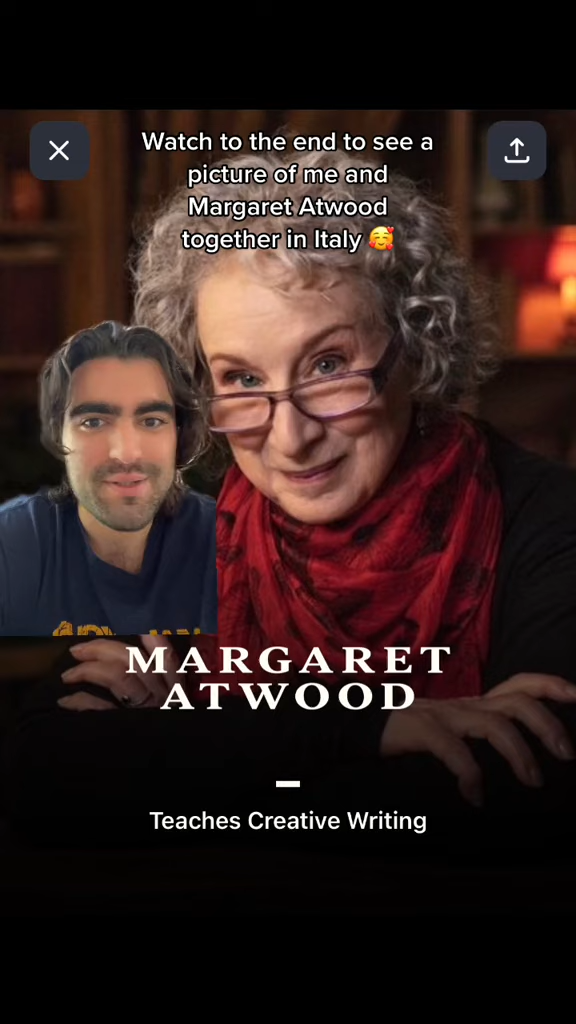 Watch to the end to see a
picture of me and
Margaret Atwood
together in Italy 🥰
MARGARET
ATWOOD
Teaches Creative Writing